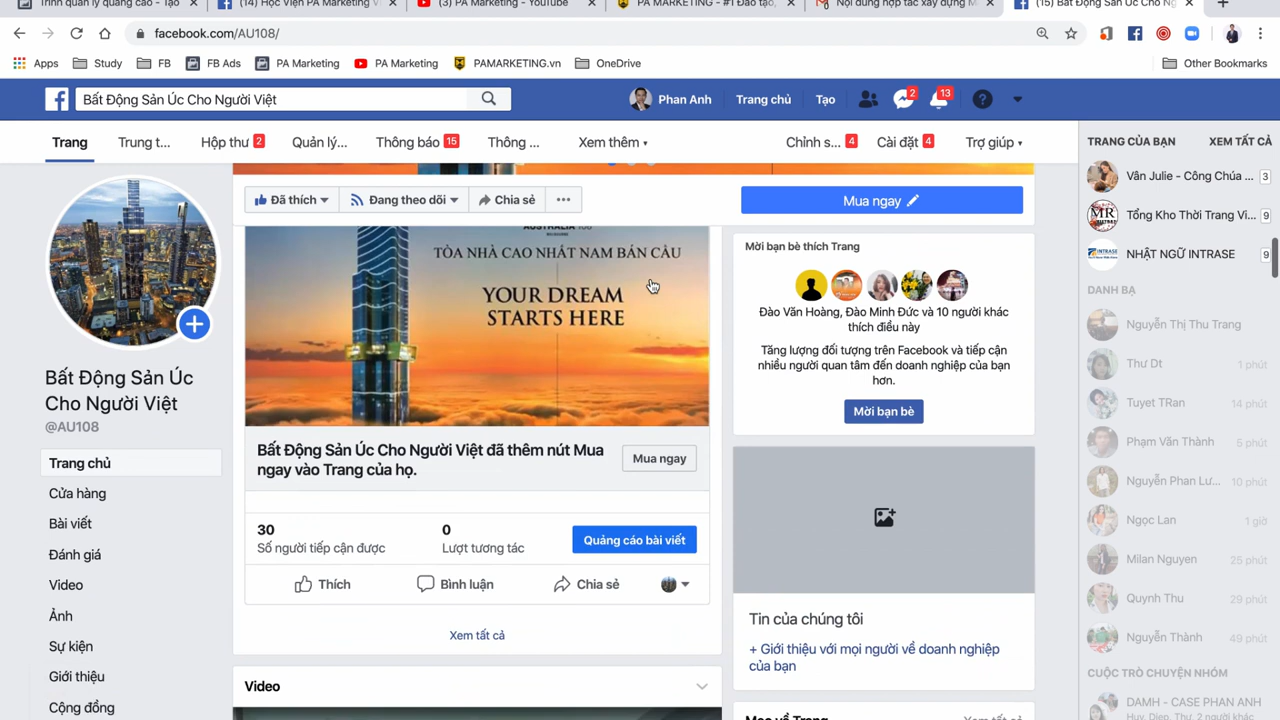 Trình quản lý quảng cáo - Tạo
(14) Học Viện PA Marketing V
(3) PA Marketing - YouTube
PA MARKETING - #1 Đào tạo,
Nội dung hợp tác xây dựng M
(15) Bất Động Sản Úc Cho Ng
facebook.com/AU108/
Apps
Study
FB
FB Ads
PA Marketing
PA Marketing
PAMARKETING.vn
OneDrive
Other Bookmarks
Bất Động Sản Úc Cho Người Việt
Phan Anh
Trang chủ
Tạo
2
13
Trang
Trung t...
Hộp thư 2
Quản lý...
Thông báo 15
Thông ...
Xem thêm
Chỉnh s... 4
Cài đặt 4
Trợ giúp
Đã thích
Đang theo dõi
Chia sẻ
Mua ngay
Bất Động Sản Úc
Cho Người Việt
@AU108
Trang chủ
Cửa hàng
Bài viết
Đánh giá
Video
Ảnh
Sự kiện
Giới thiệu
Cộng đồng
AUSTRALIA 108
TÒA NHÀ CAO NHẤT NAM BÁN CẦU
YOUR DREAM
STARTS HERE
Bất Động Sản Úc Cho Người Việt đã thêm nút Mua
ngay vào Trang của họ.
Mua ngay
30
Số người tiếp cận được
0
Lượt tương tác
Quảng cáo bài viết
Thích
Bình luận
Chia sẻ
Xem tất cả
Video
Mời bạn bè thích Trang
Đào Văn Hoàng, Đào Minh Đức và 10 người khác
thích điều này
Tăng lượng đối tượng trên Facebook và tiếp cận
nhiều người quan tâm đến doanh nghiệp của bạn
hơn.
Mời bạn bè
Tin của chúng tôi
+ Giới thiệu với mọi người về doanh nghiệp
của bạn
Mẹo về Trang
Xem tất cả
TRANG CỦA BẠN
XEM TẤT CẢ
Vân Julie - Công Chúa ... 3
Tổng Kho Thời Trang Vi... 9
NHẬT NGỮ INTRASE 9
DANH BẠ
Nguyễn Thị Thu Trang
Thư Dt 1 phút
Tuyet TRan 14 phút
Phạm Văn Thành 5 phút
Nguyễn Phan Lư... 10 phút
Ngọc Lan 1 giờ
Milan Nguyen 25 phút
Quynh Thu 29 phút
Nguyễn Thành 49 phút
CUỘC TRÒ CHUYỆN NHÓM
DAMH - CASE PHAN ANH
Huy, Diep, Thư, 2 người khác